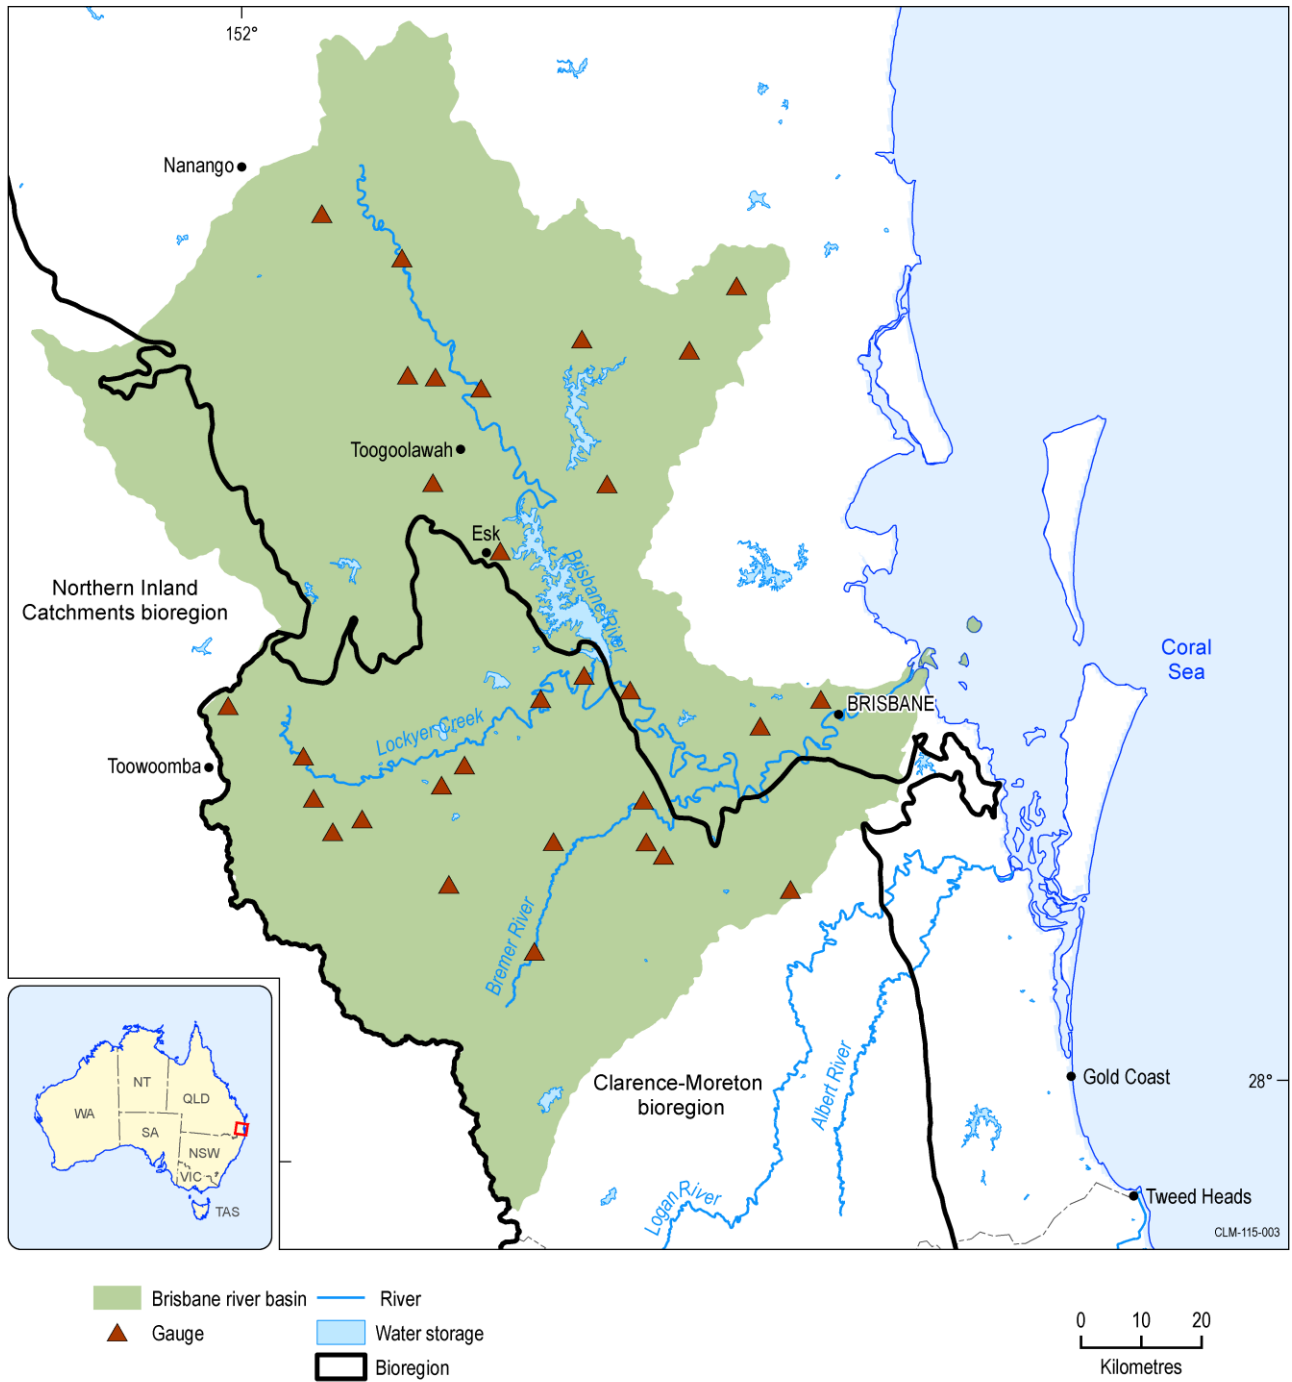 152°
Nanango
Toogoolawah
Esk
Brisbane River
Northern Inland
Catchments bioregion
Coral
Sea
BRISBANE
Lockyer Creek
Toowoomba
Bremer River
Clarence-Moreton
bioregion
Albert River
Logan River
Gold Coast
28°
Tweed Heads
CLM-115-003
NT
QLD
WA
SA
NSW
VIC
TAS
Brisbane river basin
River
Gauge
Water storage
Bioregion
0 10 20
Kilometres